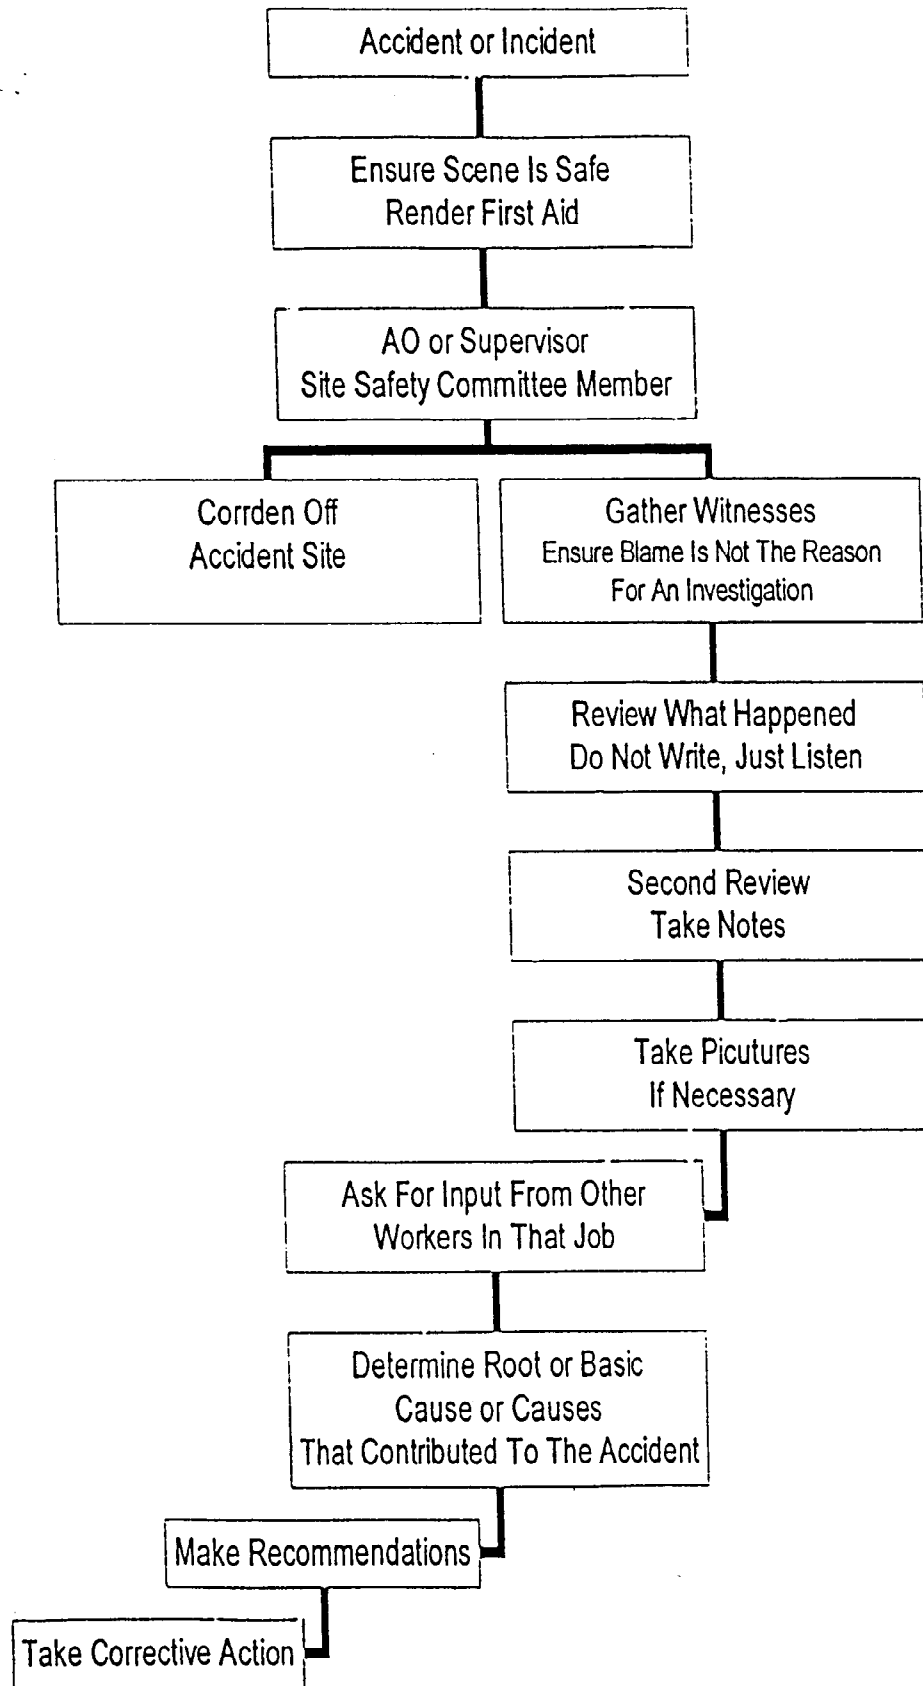 Accident or Incident
Ensure Scene Is Safe
Render First Aid
AO or Supervisor
Site Safety Committee Member
Corrden Off
Accident Site
Gather Witnesses
Ensure Blame Is Not The Reason
For An Investigation
Review What Happened
Do Not Write, Just Listen
Second Review
Take Notes
Take Picutures
If Necessary
Ask For Input From Other
Workers In That Job
Determine Root or Basic
Cause or Causes
That Contributed To The Accident
Make Recommendations
Take Corrective Action